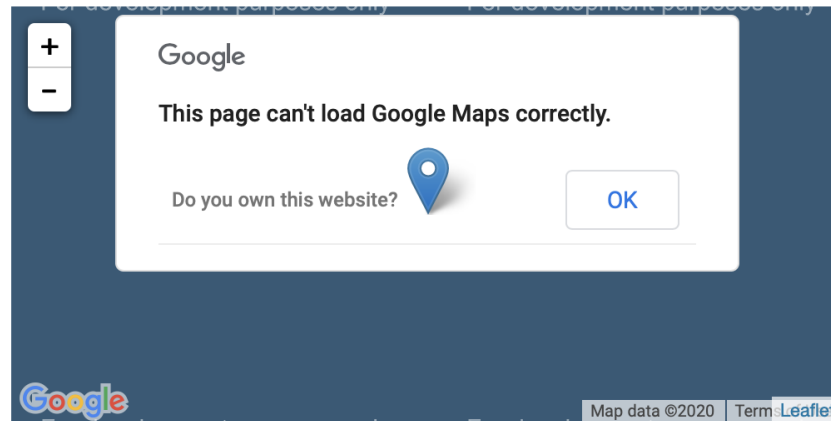 For development purposes only For development purposes only
+
Google
This page can't load Google Maps correctly.
−
Do you own this website?
OK
Google
Map data ©2020
Leaflet